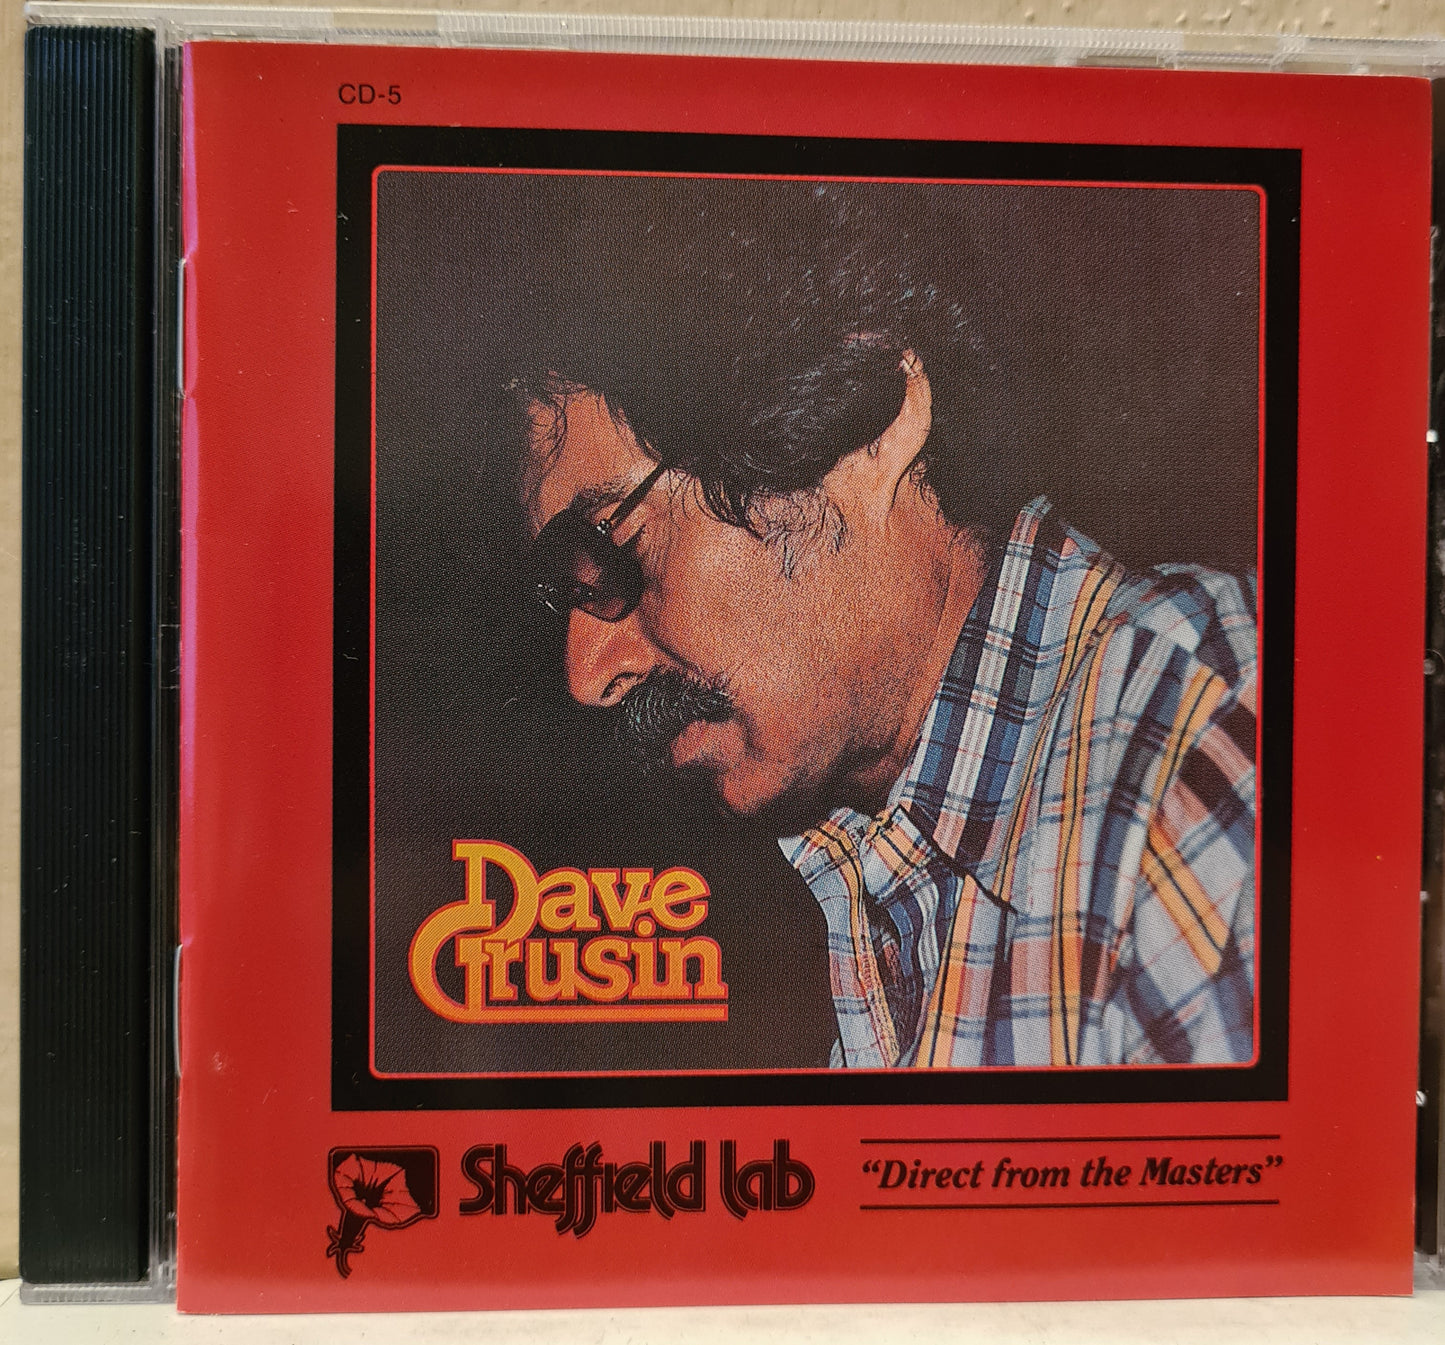 CD-5
Dave
Grusin
Sheffield Lab
“Direct from the Masters”